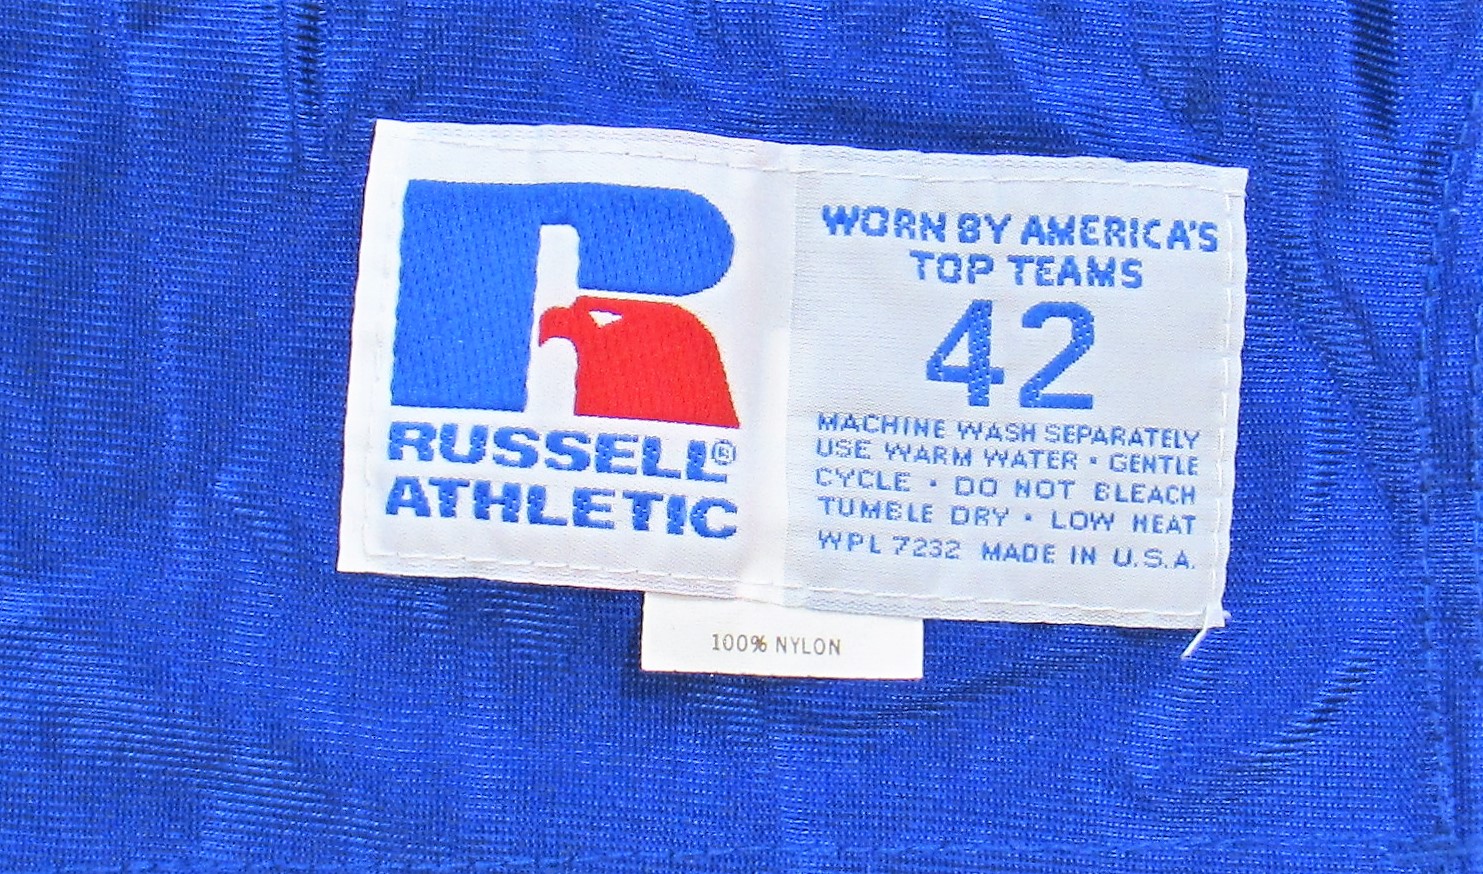 RUSSELL®
ATHLETIC
WORN BY AMERICA'S
TOP TEAMS
42
MACHINE WASH SEPARATELY
USE WARM WATER · GENTLE
CYCLE · DO NOT BLEACH
TUMBLE DRY · LOW HEAT
WPL 7232 MADE IN U.S.A.
100% NYLON